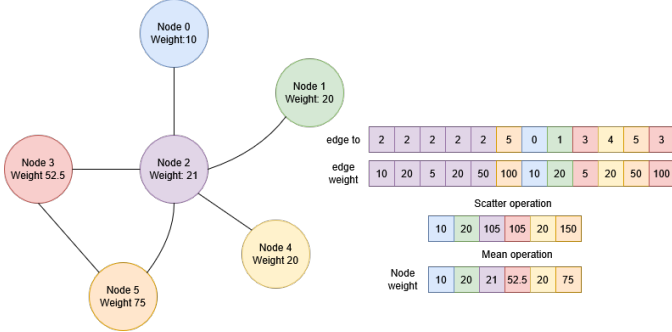 Node 0
Weight:10
Node 1
Weight: 20
Node 3
Weight 52.5
Node 2
Weight: 21
Node 4
Weight 20
Node 5
Weight 75
edge to 2 2 2 2 2 5 0 1 3 4 5 3
edge weight 10 20 5 20 50 100 10 20 5 20 50 100
Scatter operation
10 20 105 105 20 150
Mean operation
Node weight 10 20 21 52.5 20 75